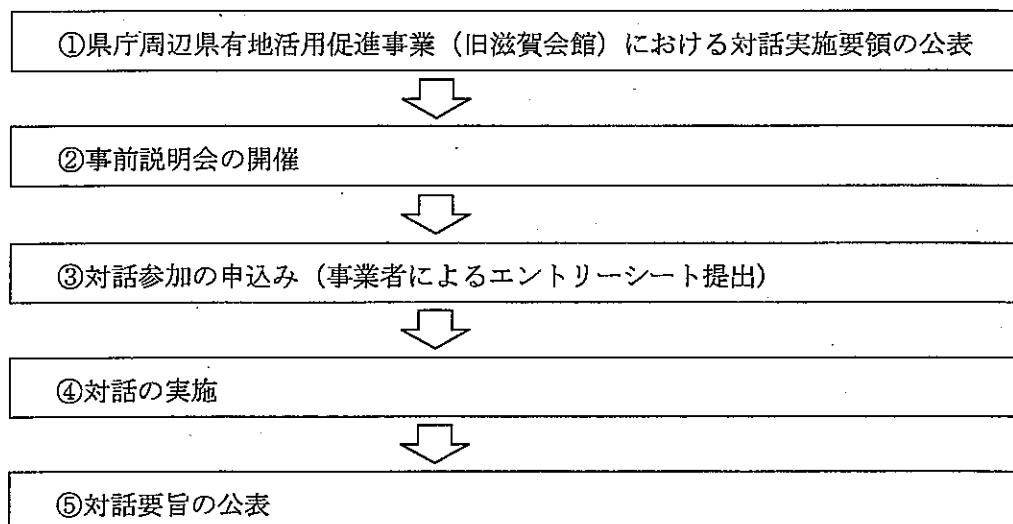 ①県庁周辺県有地活用促進事業（旧滋賀会館）における対話実施要領の公表
②事前説明会の開催
③対話参加の申込み（事業者によるエントリーシート提出）
④対話の実施
⑤対話要旨の公表